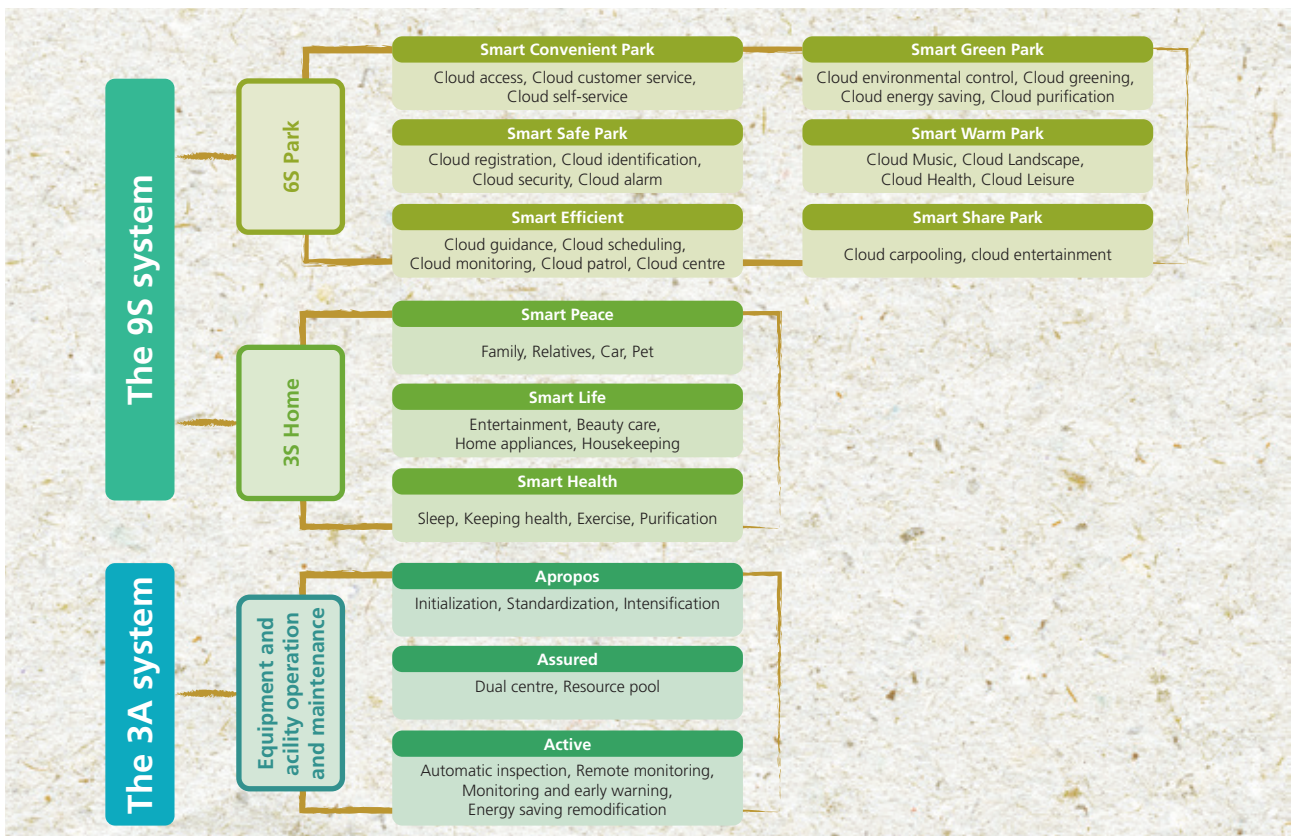 The 9S system
6S Park
Smart Convenient Park
Cloud access, Cloud customer service,
Cloud self-service
Smart Safe Park
Cloud registration, Cloud identification,
Cloud security, Cloud alarm
Smart Efficient
Cloud guidance, Cloud scheduling,
Cloud monitoring, Cloud patrol, Cloud centre
Smart Green Park
Cloud environmental control, Cloud greening,
Cloud energy saving, Cloud purification
Smart Warm Park
Cloud Music, Cloud Landscape,
Cloud Health, Cloud Leisure
Smart Share Park
Cloud carpooling, cloud entertainment
3S Home
Smart Peace
Family, Relatives, Car, Pet
Smart Life
Entertainment, Beauty care,
Home appliances, Housekeeping
Smart Health
Sleep, Keeping health, Exercise, Purification
The 3A system
Equipment and
acility operation
and maintenance
Apropos
Initialization, Standardization, Intensification
Assured
Dual centre, Resource pool
Active
Automatic inspection, Remote monitoring,
Monitoring and early warning,
Energy saving remodification